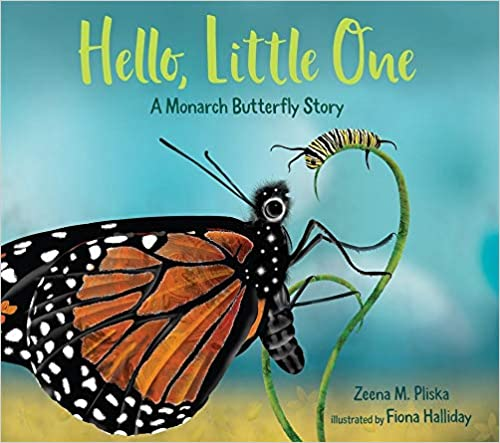 Hello, Little One
A Monarch Butterfly Story
Zeena M. Pliska
illustrated by Fiona Halliday